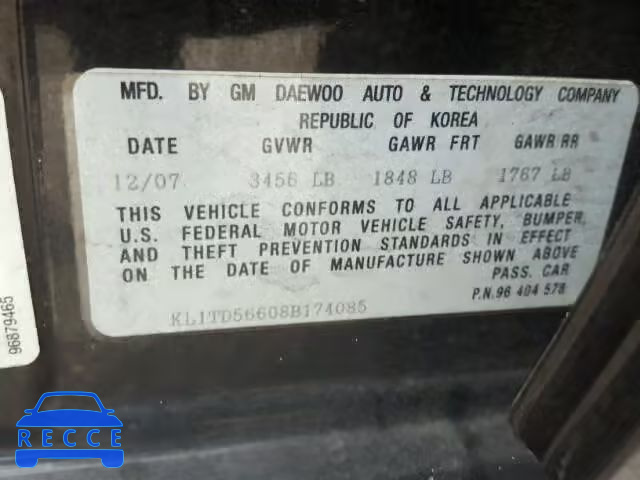 MFD. BY GM DAEWOO AUTO & TECHNOLOGY COMPANY
REPUBLIC OF KOREA
DATE GVWR GAWR FRT GAWR RR
12/07 3456 LB 1848 LB 1767 LB
THIS VEHICLE CONFORMS TO ALL APPLICABLE
U.S. FEDERAL MOTOR VEHICLE SAFETY, BUMPER,
AND THEFT PREVENTION STANDARDS IN EFFECT
ON THE DATE OF MANUFACTURE SHOWN ABOVE
PASS. CAR
P.N.96 404 578
KL1TD56608B174085
96879465
RECCE